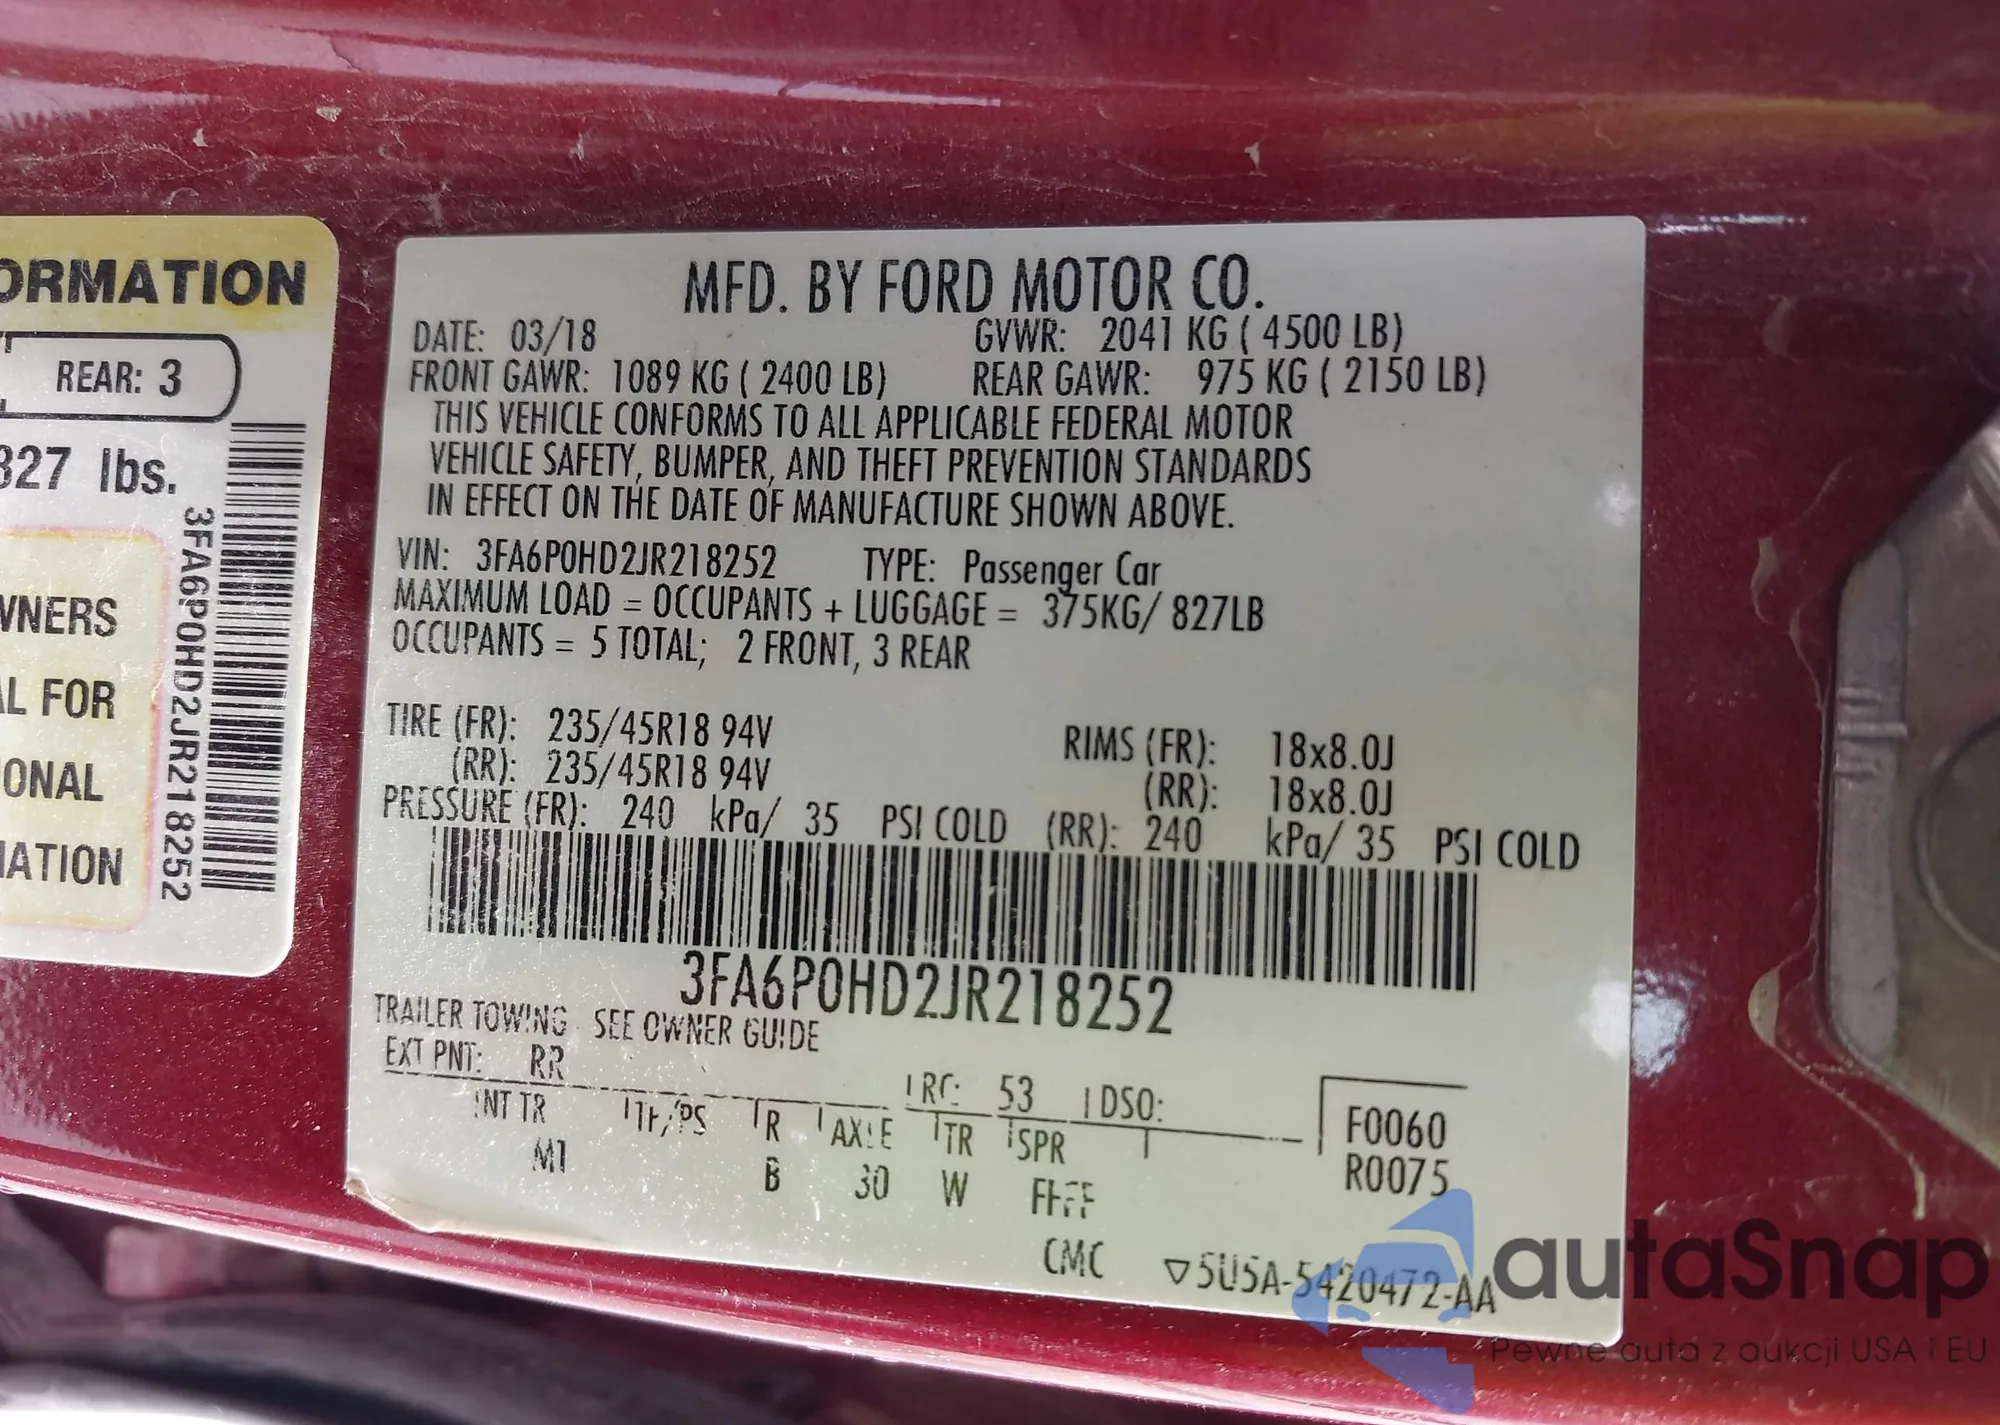 ORMATION
REAR: 3
827 lbs.
3FA6P0HD2JR218252
WNERS
AL FOR
IONAL
MATION
MFD. BY FORD MOTOR CO.
DATE: 03/18 GVWR: 2041 KG ( 4500 LB)
FRONT GAWR: 1089 KG ( 2400 LB) REAR GAWR: 975 KG ( 2150 LB)
THIS VEHICLE CONFORMS TO ALL APPLICABLE FEDERAL MOTOR
VEHICLE SAFETY, BUMPER, AND THEFT PREVENTION STANDARDS
IN EFFECT ON THE DATE OF MANUFACTURE SHOWN ABOVE.
VIN: 3FA6P0HD2JR218252 TYPE: Passenger Car
MAXIMUM LOAD = OCCUPANTS + LUGGAGE = 375KG/ 827LB
OCCUPANTS = 5 TOTAL; 2 FRONT, 3 REAR
TIRE (FR): 235/45R18 94V RIMS (FR): 18x8.0J
(RR): 235/45R18 94V (RR): 18x8.0J
PRESSURE (FR): 240 kPa/ 35 PSI COLD (RR): 240 kPa/ 35 PSI COLD
3FA6P0HD2JR218252
TRAILER TOWING - SEE OWNER GUIDE
EXT PNT: RR RC: 53 DSO:
INT TR TP/PS R AXLE TR SPR F0060
M1 B 30 W R0075
CMC ▽5U5A-5420472-AA
autaSnap
Pewne auta z aukcji USA i EU